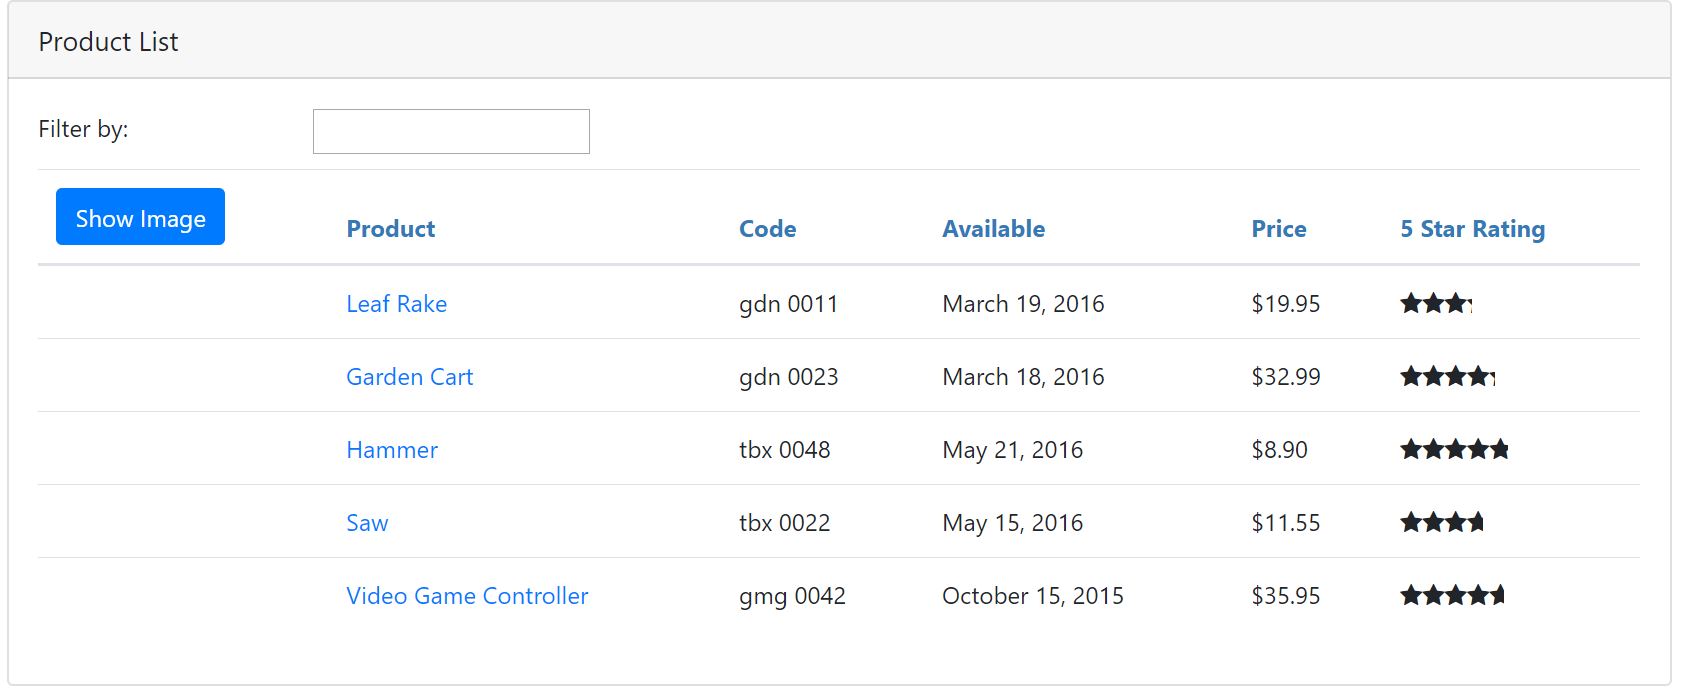 Product List
Filter by:
Show Image Product Code Available Price 5 Star Rating
Leaf Rake gdn 0011 March 19, 2016 $19.95
Garden Cart gdn 0023 March 18, 2016 $32.99
Hammer tbx 0048 May 21, 2016 $8.90
Saw tbx 0022 May 15, 2016 $11.55
Video Game Controller gmg 0042 October 15, 2015 $35.95